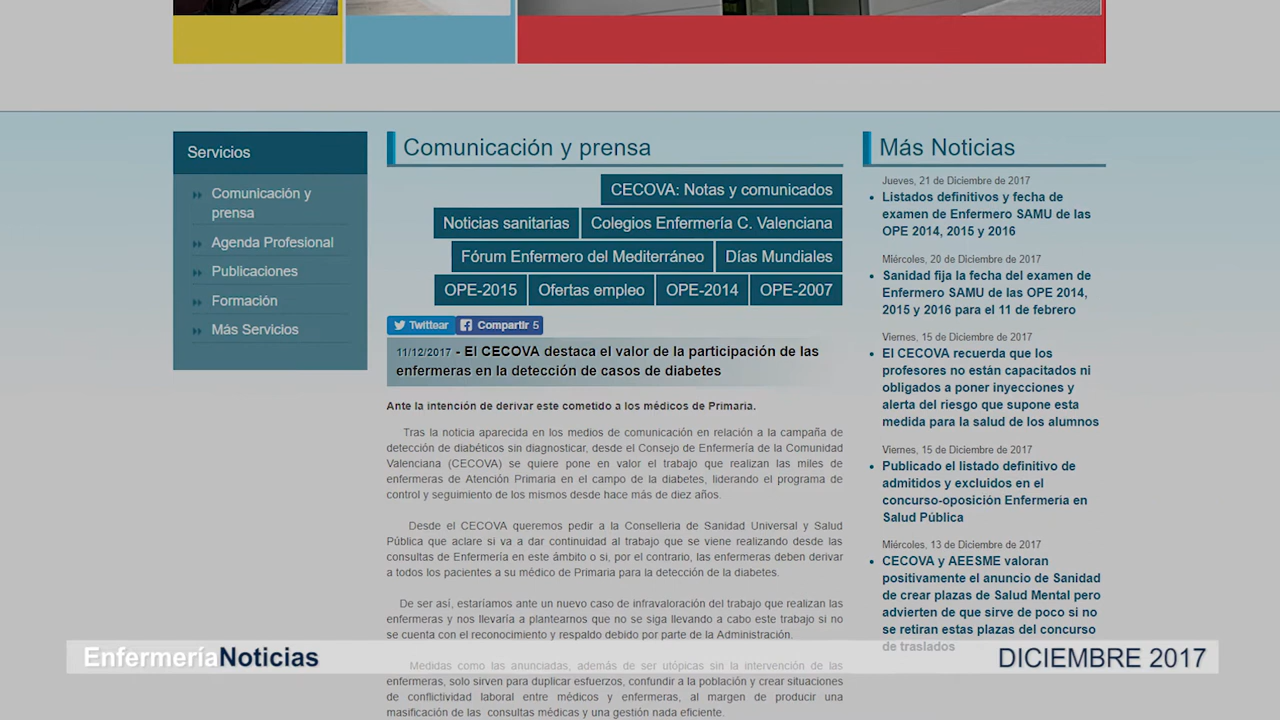 Servicios
Comunicación y
prensa
Agenda Profesional
Publicaciones
Formación
Más Servicios
Comunicación y prensa
CECOVA: Notas y comunicados
Noticias sanitarias
Colegios Enfermería C. Valenciana
Fórum Enfermero del Mediterráneo
Días Mundiales
OPE-2015
Ofertas empleo
OPE-2014
OPE-2007
Twittear
Compartir 5
11/12/2017 - El CECOVA destaca el valor de la participación de las
enfermeras en la detección de casos de diabetes
Ante la intención de derivar este cometido a los médicos de Primaria.
Tras la noticia aparecida en los medios de comunicación en relación a la campaña de
detección de diabéticos sin diagnosticar, desde el Consejo de Enfermería de la Comunidad
Valenciana (CECOVA) se quiere pone en valor el trabajo que realizan las miles de
enfermeras de Atención Primaria en el campo de la diabetes, liderando el programa de
control y seguimiento de los mismos desde hace más de diez años.
Desde el CECOVA queremos pedir a la Conselleria de Sanidad Universal y Salud
Pública que aclare si va a dar continuidad al trabajo que se viene realizando desde las
consultas de Enfermería en este ámbito o si, por el contrario, las enfermeras deben derivar
a todos los pacientes a su médico de Primaria para la detección de la diabetes.
De ser así, estaríamos ante un nuevo caso de infravaloración del trabajo que realizan las
enfermeras y nos llevaría a plantearnos que no se siga llevando a cabo este trabajo si no
se cuenta con el reconocimiento y respaldo debido por parte de la Administración.
Medidas como las anunciadas, además de ser utópicas sin la intervención de las
enfermeras, solo sirven para duplicar esfuerzos, confundir a la población y crear situaciones
de conflictividad laboral entre médicos y enfermeras, al margen de producir una
masificación de las consultas médicas y una gestión nada eficiente.
Más Noticias
Jueves, 21 de Diciembre de 2017
Listados definitivos y fecha de
examen de Enfermero SAMU de las
OPE 2014, 2015 y 2016
Miércoles, 20 de Diciembre de 2017
Sanidad fija la fecha del examen de
Enfermero SAMU de las OPE 2014,
2015 y 2016 para el 11 de febrero
Viernes, 15 de Diciembre de 2017
El CECOVA recuerda que los
profesores no están capacitados ni
obligados a poner inyecciones y
alerta del riesgo que supone esta
medida para la salud de los alumnos
Viernes, 15 de Diciembre de 2017
Publicado el listado definitivo de
admitidos y excluidos en el
concurso-oposición Enfermería en
Salud Pública
Miércoles, 13 de Diciembre de 2017
CECOVA y AEESME valoran
positivamente el anuncio de Sanidad
de crear plazas de Salud Mental pero
advierten de que sirve de poco si no
se retiran estas plazas del concurso
de traslados
EnfermeríaNoticias
DICIEMBRE 2017